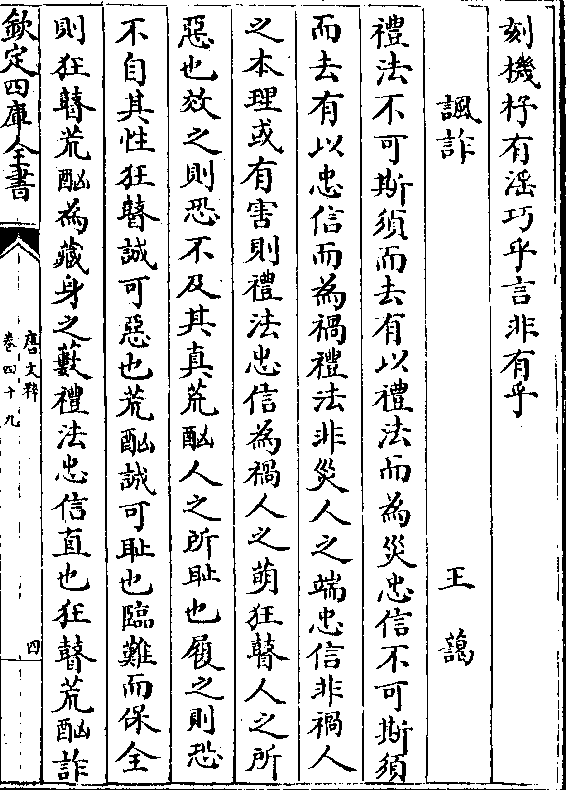 刻機杼有滛巧乎言非有乎
諷詐 王藹
禮法不可斯須而去有以禮法而為災忠信不可斯須
而去有以忠信而為禍禮法非災人之端忠信非禍人
之本理或有害則禮法忠信為禍人之萌狂瞽人之所
惡也效之則恐不及其真荒酗人之所恥也履之則恐
不自其性狂瞽誠可惡也荒酗誠可恥也臨難而保全
則狂瞽荒酗為藏身之藪禮法忠信直也狂瞽荒酗詐
欽定四庫全書
唐文粹
卷四十九
四